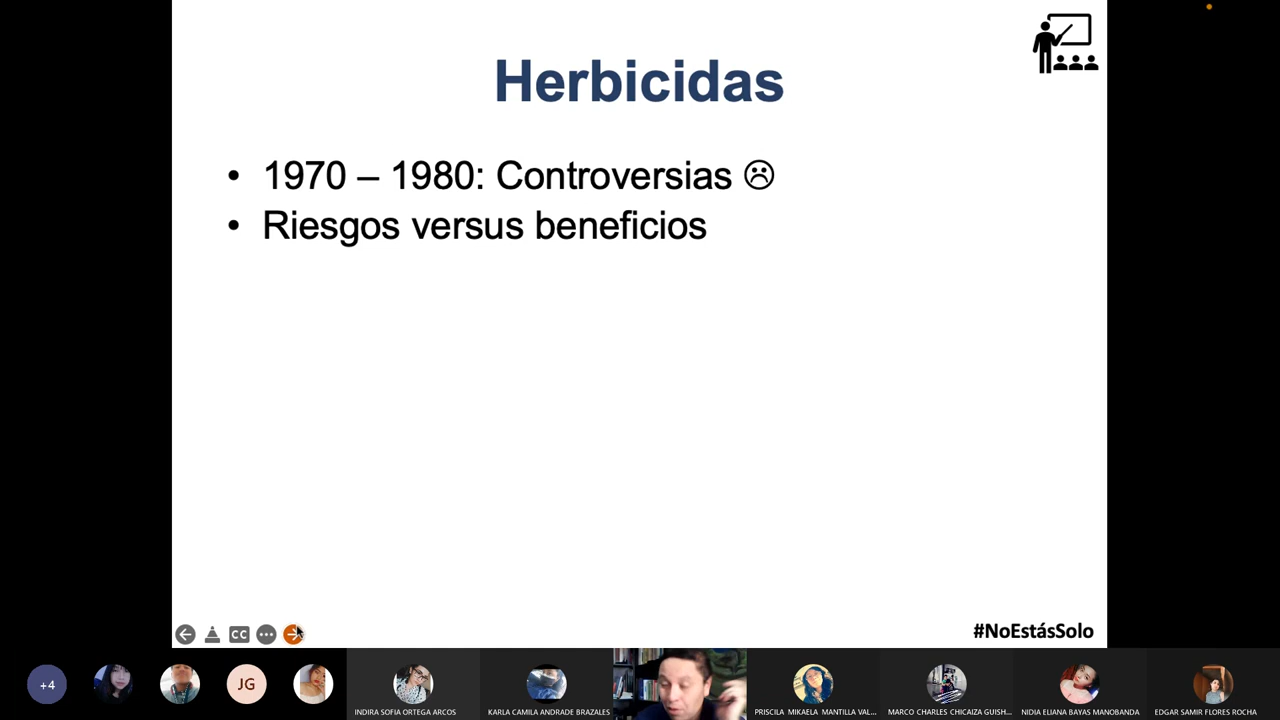 Herbicidas
• 1970 – 1980: Controversias ☹
• Riesgos versus beneficios
CC
#NoEstásSolo
+4
JG
INDIRA SOFIA ORTEGA ARCOS
KARLA CAMILA ANDRADE BRAZALES
PRISCILA MIKAELA MANTILLA VAL...
MARCO CHARLES CHICAIZA GUISH...
NIDIA ELIANA BAYAS MANOBANDA
EDGAR SAMIR FLORES ROCHA